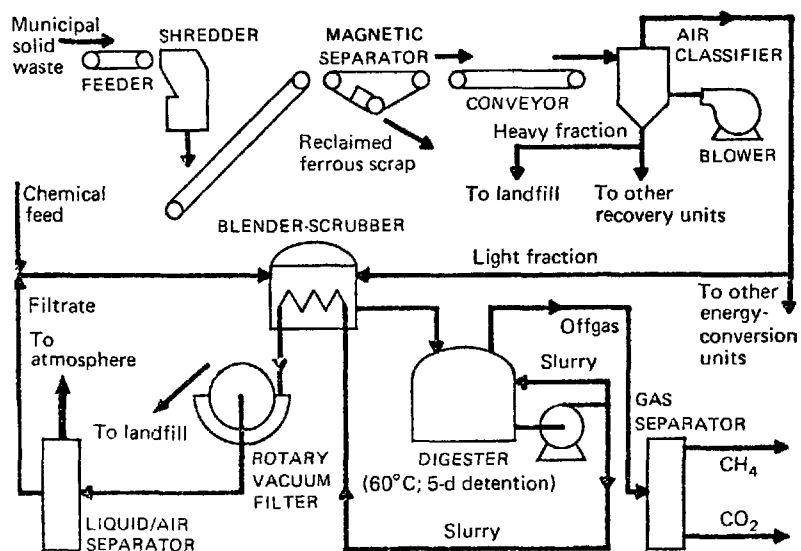 Municipal
solid
waste
FEEDER
SHREDDER
MAGNETIC
SEPARATOR
Reclaimed
ferrous scrap
CONVEYOR
AIR
CLASSIFIER
BLOWER
Heavy fraction
To landfill
To other
recovery units
Chemical
feed
BLENDER-SCRUBBER
Light fraction
To other
energy-
conversion
units
Filtrate
To
atmosphere
To landfill
ROTARY
VACUUM
FILTER
LIQUID/AIR
SEPARATOR
Offgas
Slurry
DIGESTER
(60°C; 5-d detention)
Slurry
GAS
SEPARATOR
CH4
CO2